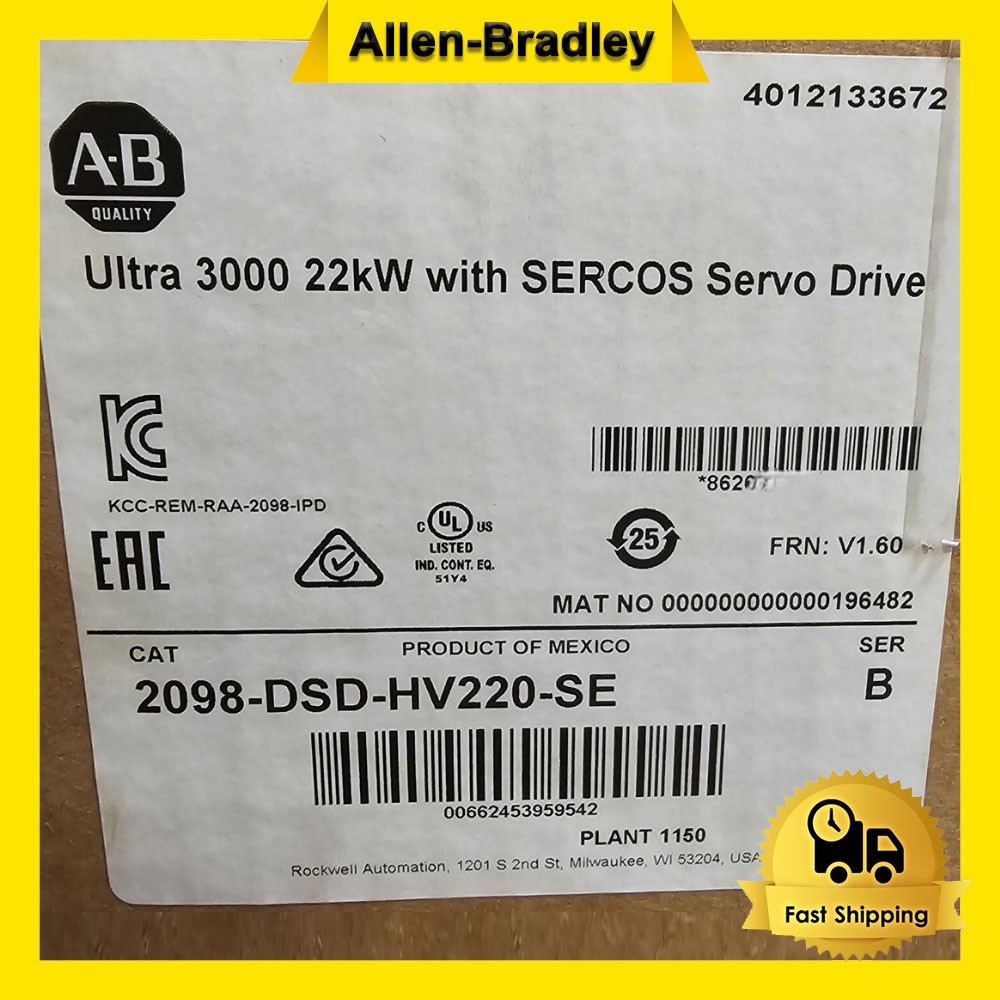 Allen-Bradley
4012133672
A-B
QUALITY
Ultra 3000 22kW with SERCOS Servo Drive
KCC-REM-RAA-2098-IPD
EAC
C UL US
LISTED
IND. CONT. EQ.
51Y4
25
FRN: V1.60
MAT NO 000000000000196482
CAT
PRODUCT OF MEXICO
SER
2098-DSD-HV220-SE
B
00662453959542
PLANT 1150
Rockwell Automation, 1201 S 2nd St, Milwaukee, WI 53204, USA
Fast Shipping